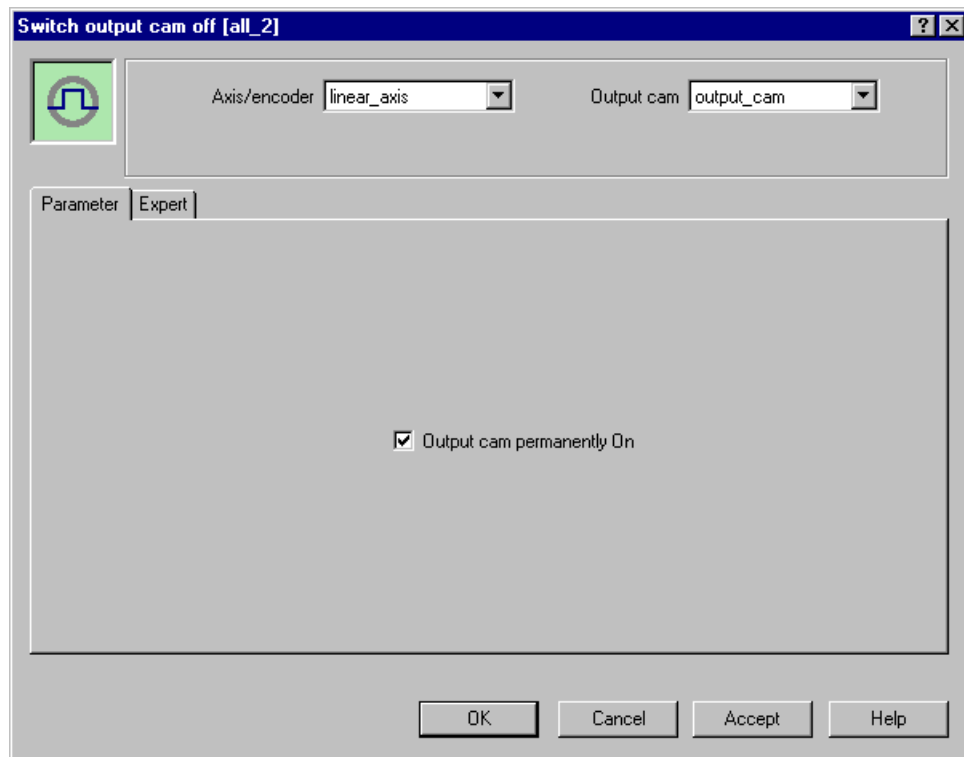 Switch output cam off [all_2]
Axis/encoder linear_axis Output cam output_cam
Parameter Expert
Output cam permanently On
OK Cancel Accept Help